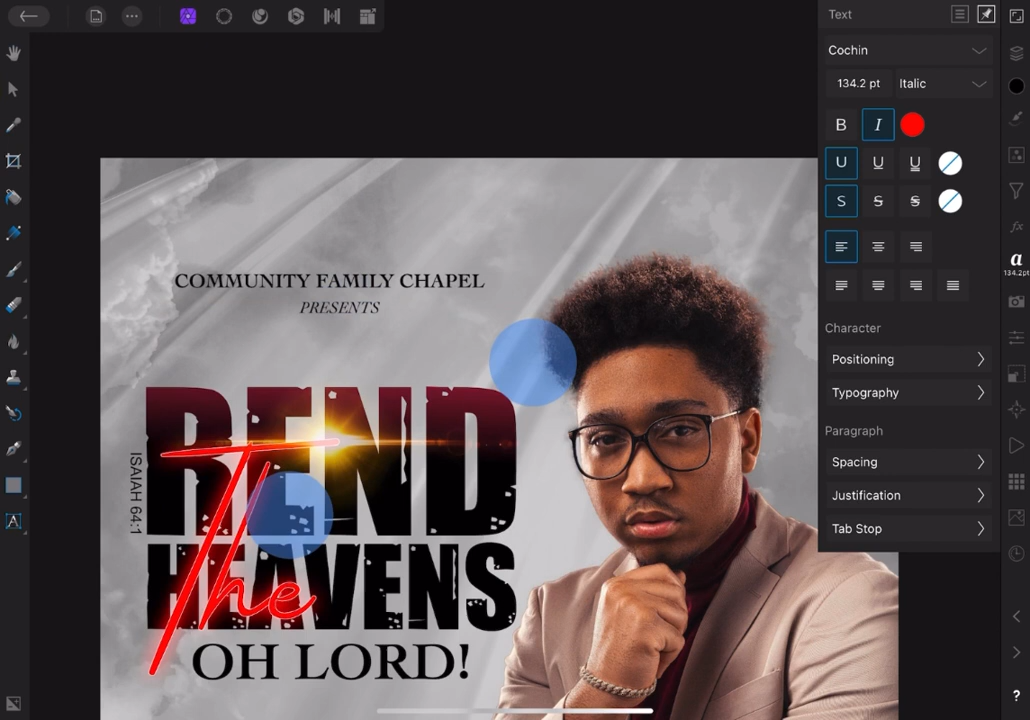 Text
Cochin
134.2 pt Italic
B I
U U U
S S S
fx
a
134.2pt
COMMUNITY FAMILY CHAPEL
PRESENTS
Character
Positioning
Typography
Paragraph
Spacing
Justification
Tab Stop
ISAIAH 64:1
REND
The
HEAVENS
OH LORD!
A
?